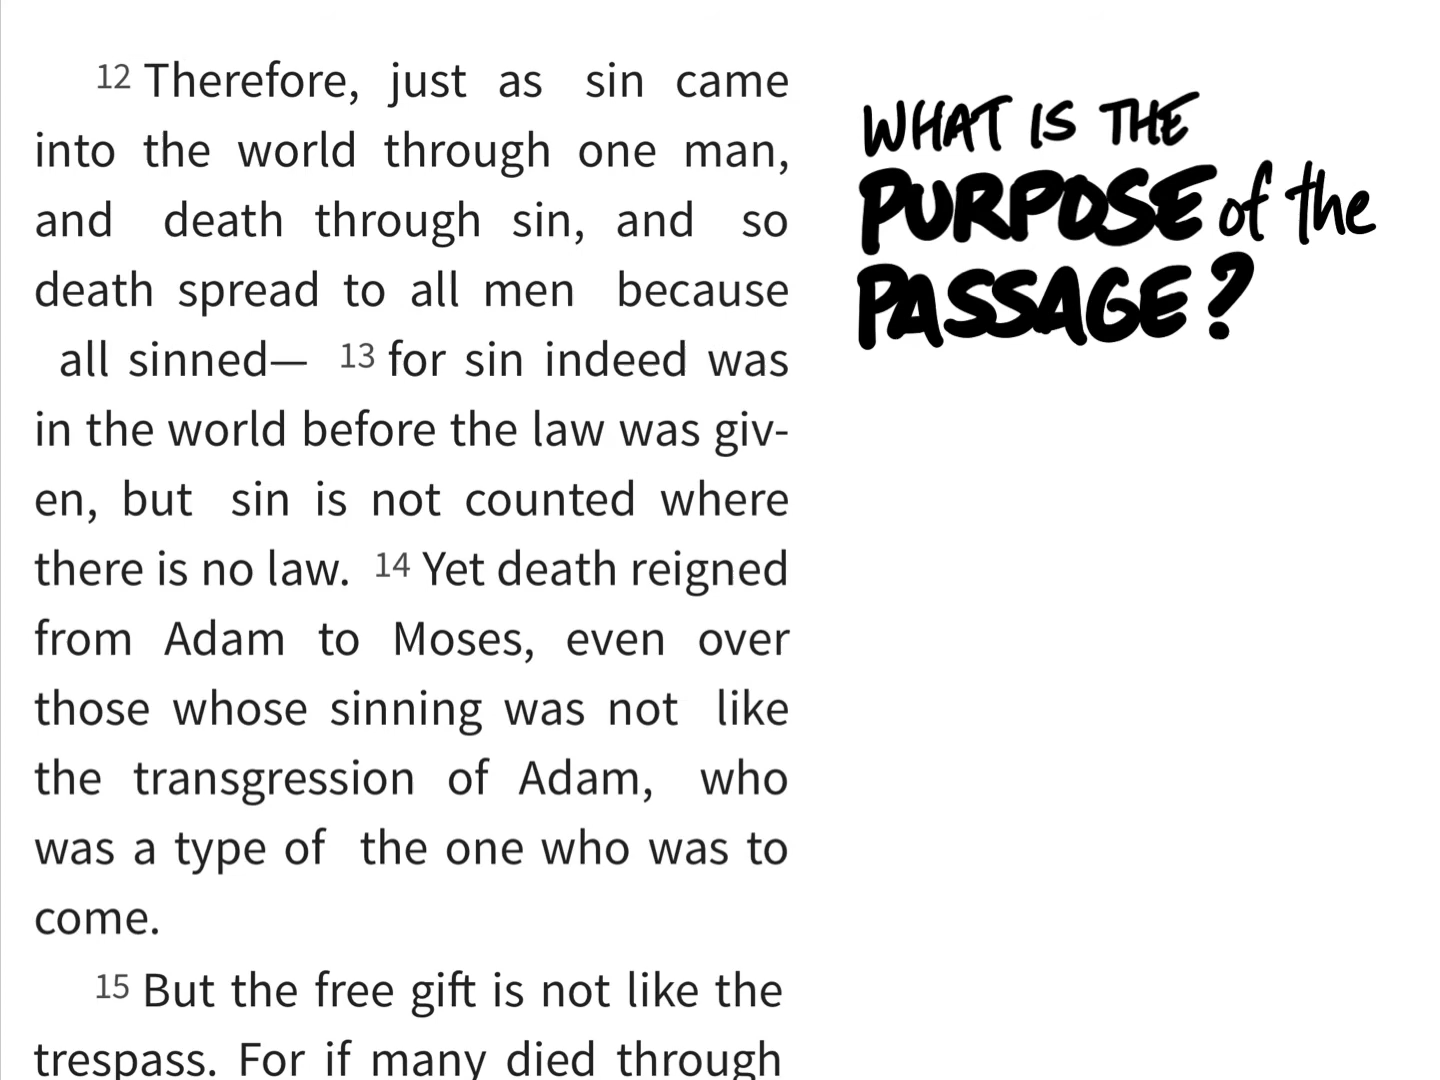 12 Therefore, just as sin came
into the world through one man,
and death through sin, and so
death spread to all men because
all sinned— 13 for sin indeed was
in the world before the law was giv-
en, but sin is not counted where
there is no law. 14 Yet death reigned
from Adam to Moses, even over
those whose sinning was not like
the transgression of Adam, who
was a type of the one who was to
come.
15 But the free gift is not like the
trespass. For if many died through
WHAT IS THE
PURPOSE of the
PASSAGE?